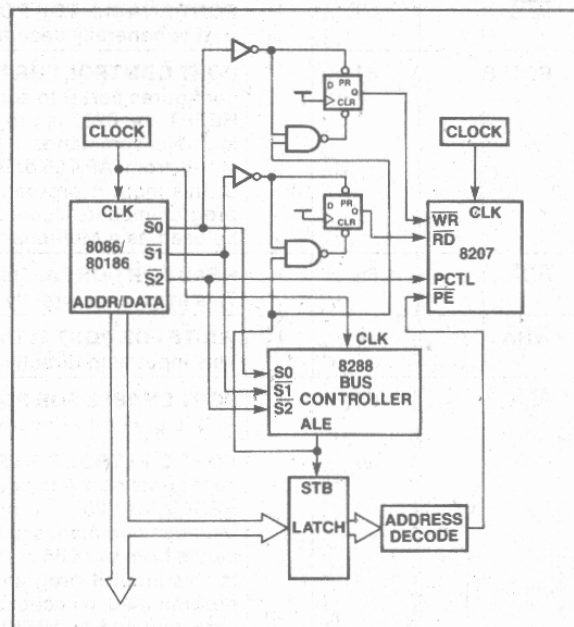 D PR
CLR
CLOCK
CLOCK
D PR
CLR
CLK
8086/
80186
S0
S1
S2
ADDR/DATA
CLK
WR
RD
8207
PCTL
PE
CLK
8288
BUS
CONTROLLER
S0
S1
S2
ALE
STB
LATCH
ADDRESS
DECODE